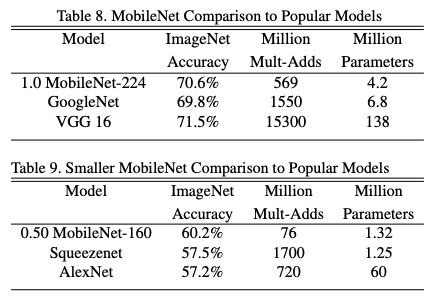 Table 8. MobileNet Comparison to Popular Models
Model ImageNet Million Million
Accuracy Mult-Adds Parameters
1.0 MobileNet-224 70.6% 569 4.2
GoogleNet 69.8% 1550 6.8
VGG 16 71.5% 15300 138
Table 9. Smaller MobileNet Comparison to Popular Models
Model ImageNet Million Million
Accuracy Mult-Adds Parameters
0.50 MobileNet-160 60.2% 76 1.32
Squeezenet 57.5% 1700 1.25
AlexNet 57.2% 720 60